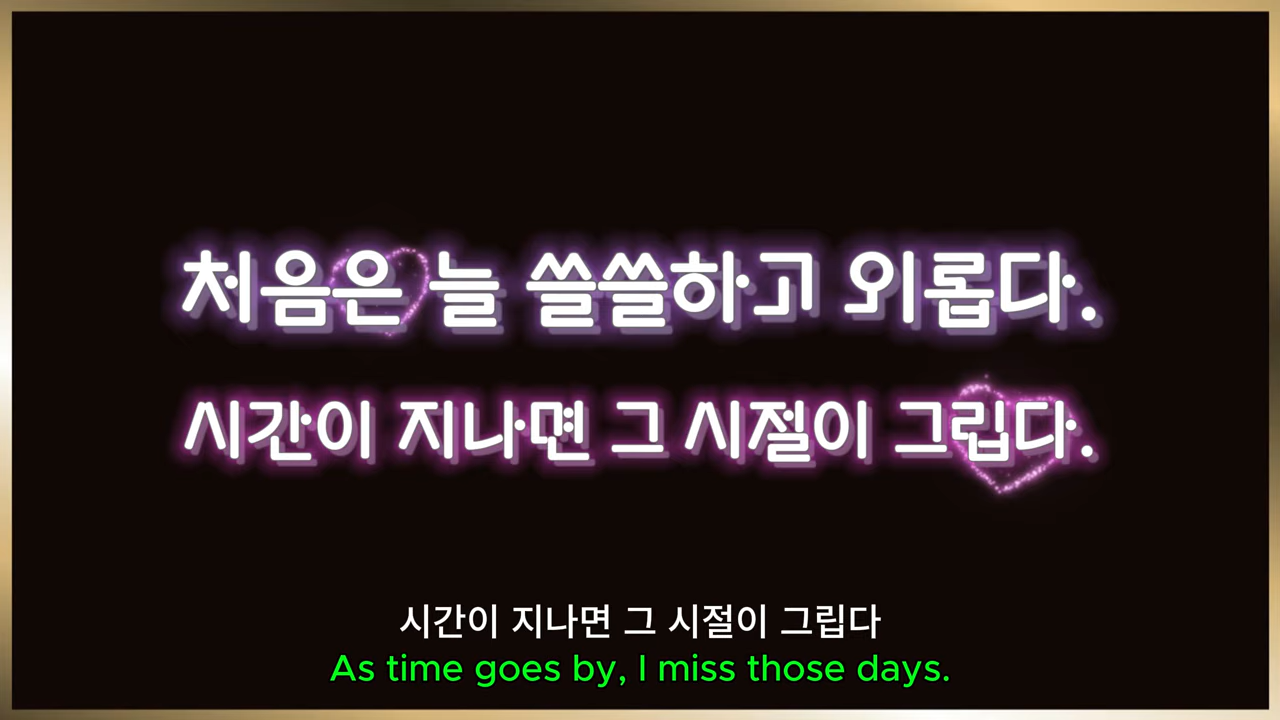 처음은 늘 쓸쓸하고 외롭다.
시간이 지나면 그 시절이 그립다.
시간이 지나면 그 시절이 그립다
As time goes by, I miss those days.